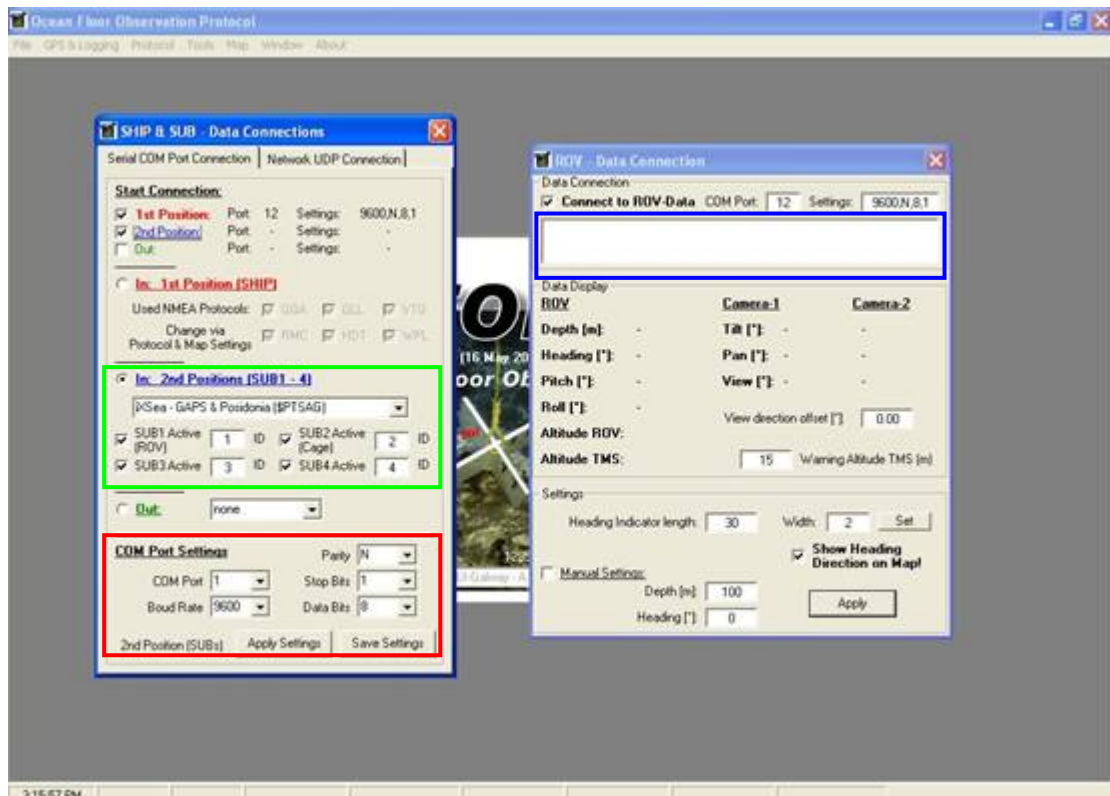 Ocean Floor Observation Protocol
File GPS & Logging Protocol Tools Map Window About
SHIP & SUB - Data Connections
Serial COM Port Connection Network UDP Connection
Start Connection:
1st Position: Port: 12 Settings: 9600,N,8,1
2nd Position: Port: - Settings: -
Out: Port: - Settings: -
In: 1st Position (SHIP)
Used NMEA Protocols: GGA GLL VTG
Change via
Protocol & Map Settings
RMC HDT WPL
In: 2nd Positions (SUB1 - 4)
iXSea - GAPS & Posidonia ($PTSAG)
SUB1 Active (ROV) 1 ID SUB2 Active (Cage) 2 ID
SUB3 Active 3 ID SUB4 Active 4 ID
Out: none
COM Port Settings Parity N
COM Port 1 Stop Bits 1
Boud Rate 9600 Data Bits 8
2nd Position (SUBs) Apply Settings Save Settings
(16 May 20
oor Ob
ROV - Data Connection
Data Connection
Connect to ROV-Data COM Port: 12 Settings: 9600,N,8,1
Data Display
ROV Camera-1 Camera-2
Depth [m]: - Tilt [°]: - -
Heading [°]: - Pan [°]: - -
Pitch [°]: - View [°]: - -
Roll [°]: - View direction offset [°] 0.00
Altitude ROV:
Altitude TMS: 15 Warning Altitude TMS [m]
Settings
Heading Indicator length: 30 Width: 2 Set
Show Heading
Direction on Map!
Manual Settings:
Depth [m]: 100
Apply
Heading [°] 0
3:15:57 PM